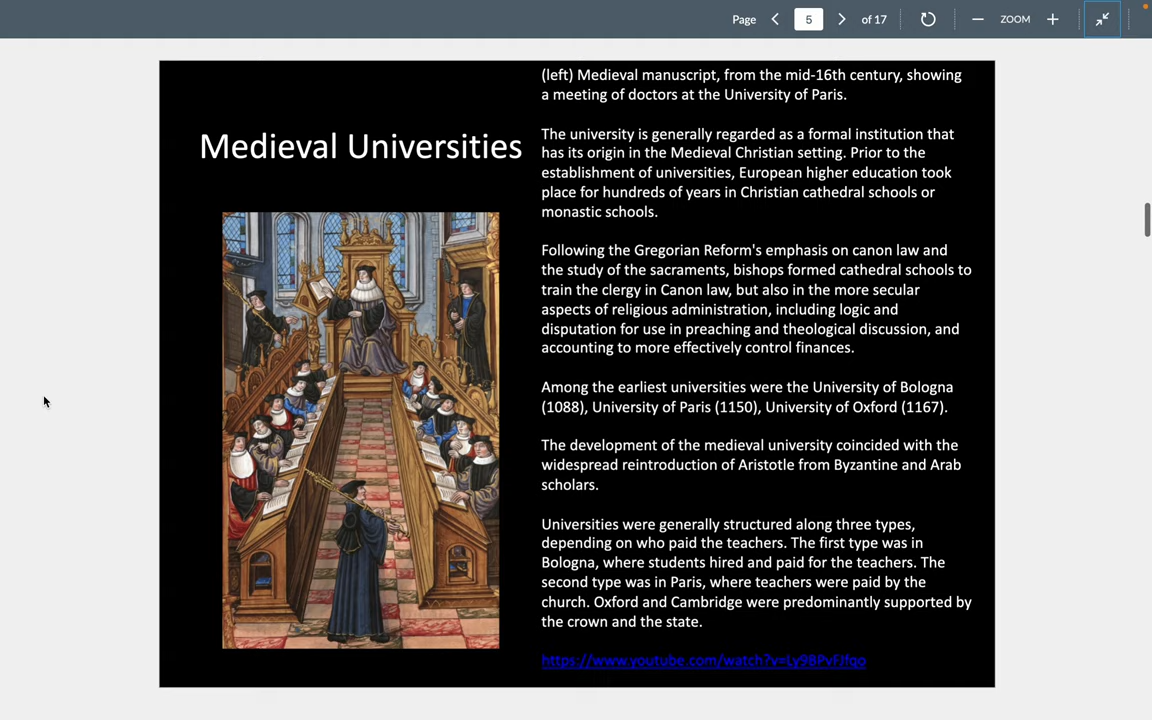 Page 5 of 17 ZOOM
Medieval Universities
(left) Medieval manuscript, from the mid-16th century, showing
a meeting of doctors at the University of Paris.
The university is generally regarded as a formal institution that
has its origin in the Medieval Christian setting. Prior to the
establishment of universities, European higher education took
place for hundreds of years in Christian cathedral schools or
monastic schools.
Following the Gregorian Reform's emphasis on canon law and
the study of the sacraments, bishops formed cathedral schools to
train the clergy in Canon law, but also in the more secular
aspects of religious administration, including logic and
disputation for use in preaching and theological discussion, and
accounting to more effectively control finances.
Among the earliest universities were the University of Bologna
(1088), University of Paris (1150), University of Oxford (1167).
The development of the medieval university coincided with the
widespread reintroduction of Aristotle from Byzantine and Arab
scholars.
Universities were generally structured along three types,
depending on who paid the teachers. The first type was in
Bologna, where students hired and paid for the teachers. The
second type was in Paris, where teachers were paid by the
church. Oxford and Cambridge were predominantly supported by
the crown and the state.
https://www.youtube.com/watch?v=Ly9BPvFJfqo